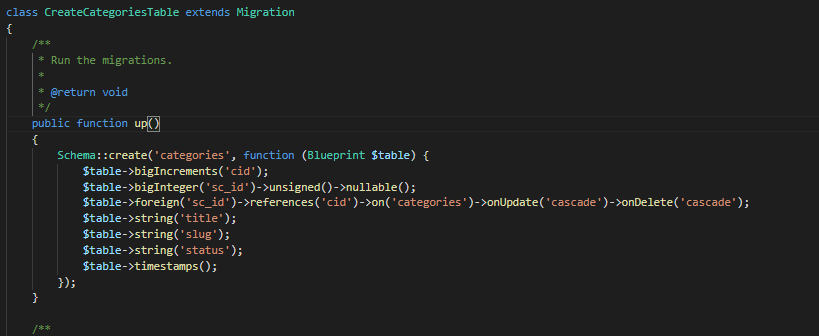 class CreateCategoriesTable extends Migration
{
    /**
     * Run the migrations.
     *
     * @return void
     */
    public function up()
    {
        Schema::create('categories', function (Blueprint $table) {
            $table->bigIncrements('cid');
            $table->bigInteger('sc_id')->unsigned()->nullable();
            $table->foreign('sc_id')->references('cid')->on('categories')->onUpdate('cascade')->onDelete('cascade');
            $table->string('title');
            $table->string('slug');
            $table->string('status');
            $table->timestamps();
        });
    }

    /**